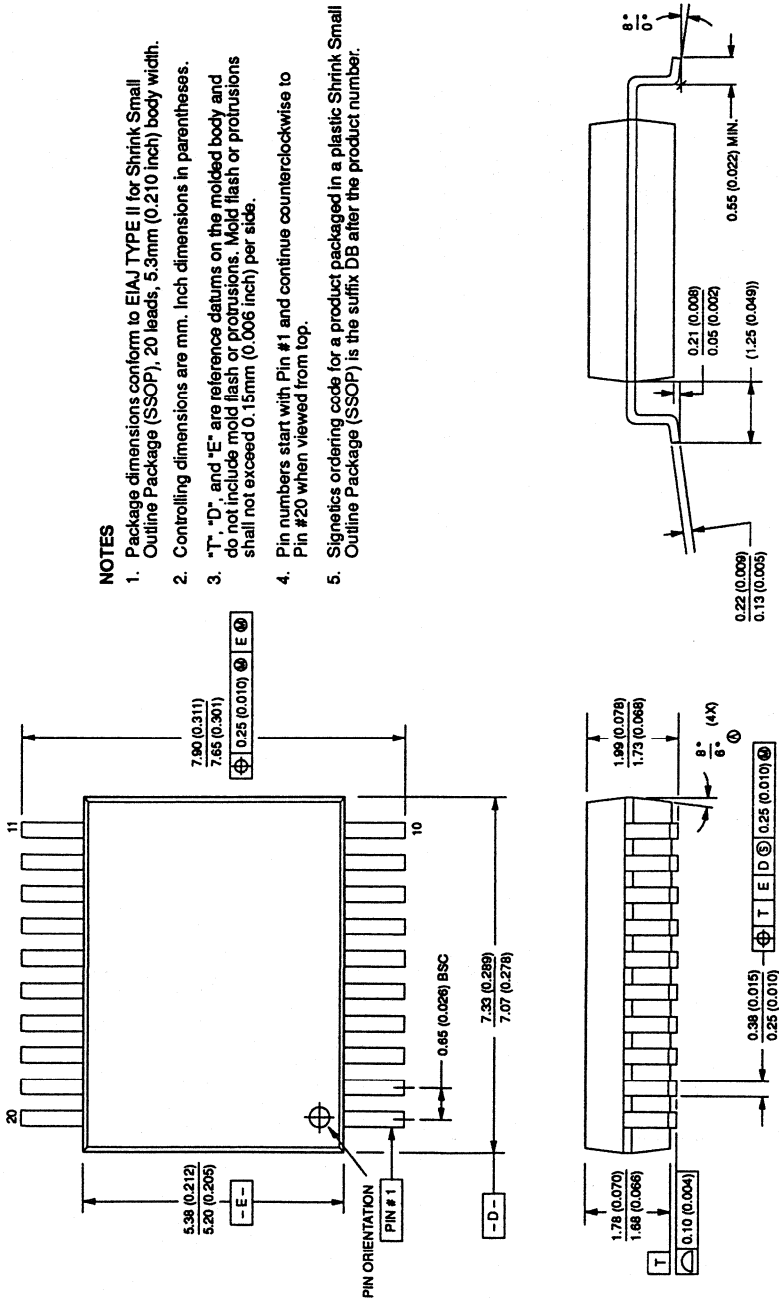 NOTES
1. Package dimensions conform to EIAJ TYPE II for Shrink Small
Outline Package (SSOP), 20 leads, 5.3mm (0.210 inch) body width.
2. Controlling dimensions are mm. Inch dimensions in parentheses.
3. "T", "D", and "E" are reference datums on the molded body and
do not include mold flash or protrusions. Mold flash or protrusions
shall not exceed 0.15mm (0.006 inch) per side.
4. Pin numbers start with Pin #1 and continue counterclockwise to
Pin #20 when viewed from top.
5. Signetics ordering code for a product packaged in a plastic Shrink Small
Outline Package (SSOP) is the suffix DB after the product number.
20
11
7.90 (0.311)
7.65 (0.301)
⌖ 0.25 (0.010) Ⓜ E Ⓜ
5.38 (0.212)
5.20 (0.205)
- E -
PIN ORIENTATION
PIN # 1
10
0.65 (0.026) BSC
7.33 (0.289)
7.07 (0.278)
- D -
1.78 (0.070)
1.68 (0.066)
T
0.10 (0.004)
0.38 (0.015)
0.25 (0.010)
⌖ T E D Ⓢ 0.25 (0.010) Ⓜ
1.99 (0.078)
1.73 (0.068)
8°
6°
(4X)
0.22 (0.009)
0.13 (0.005)
0.21 (0.008)
0.05 (0.002)
(1.25 (0.049))
0.55 (0.022) MIN.
8°
0°